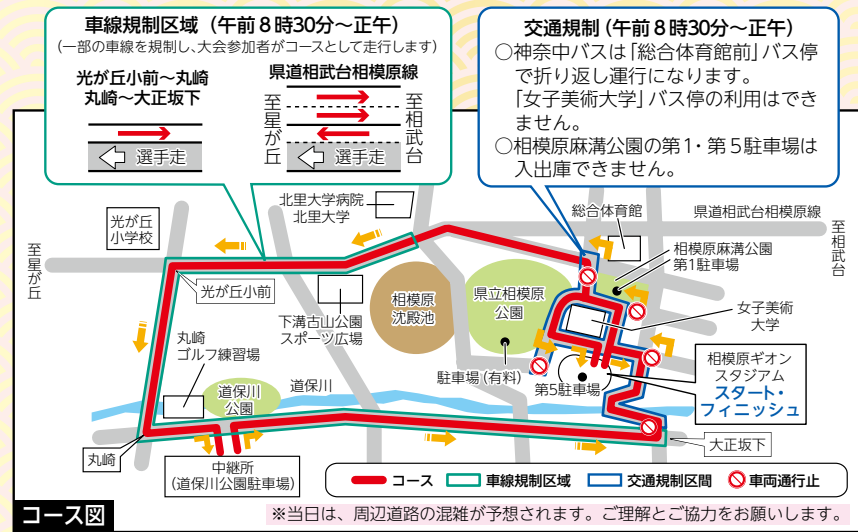 車線規制区域(午前8時30分～正午)
(一部の車線を規制し、大会参加者がコースとして走行します)
光が丘小前～丸崎
丸崎～大正坂下
選手走
県道相武台相模原線
至星が丘
至相武台
選手走
交通規制(午前8時30分～正午)
○神奈中バスは「総合体育館前」バス停
で折り返し運行になります。
「女子美術大学」バス停の利用はでき
ません。
○相模原麻溝公園の第1・第5駐車場は
入出庫できません。
北里大学病院
北里大学
総合体育館
県道相武台相模原線
光が丘
小学校
至星が丘
至相武台
相模原麻溝公園
第1駐車場
光が丘小前
下溝古山公園
スポーツ広場
相模原
沈殿池
県立相模原
公園
女子美術
大学
丸崎
ゴルフ練習場
道保川
公園
道保川
駐車場(有料)
第5駐車場
相模原ギオン
スタジアム
スタート・
フィニッシュ
丸崎
中継所
(道保川公園駐車場)
大正坂下
コース
車線規制区域
交通規制区間
車両通行止
コース図
※当日は、周辺道路の混雑が予想されます。ご理解とご協力をお願いします。